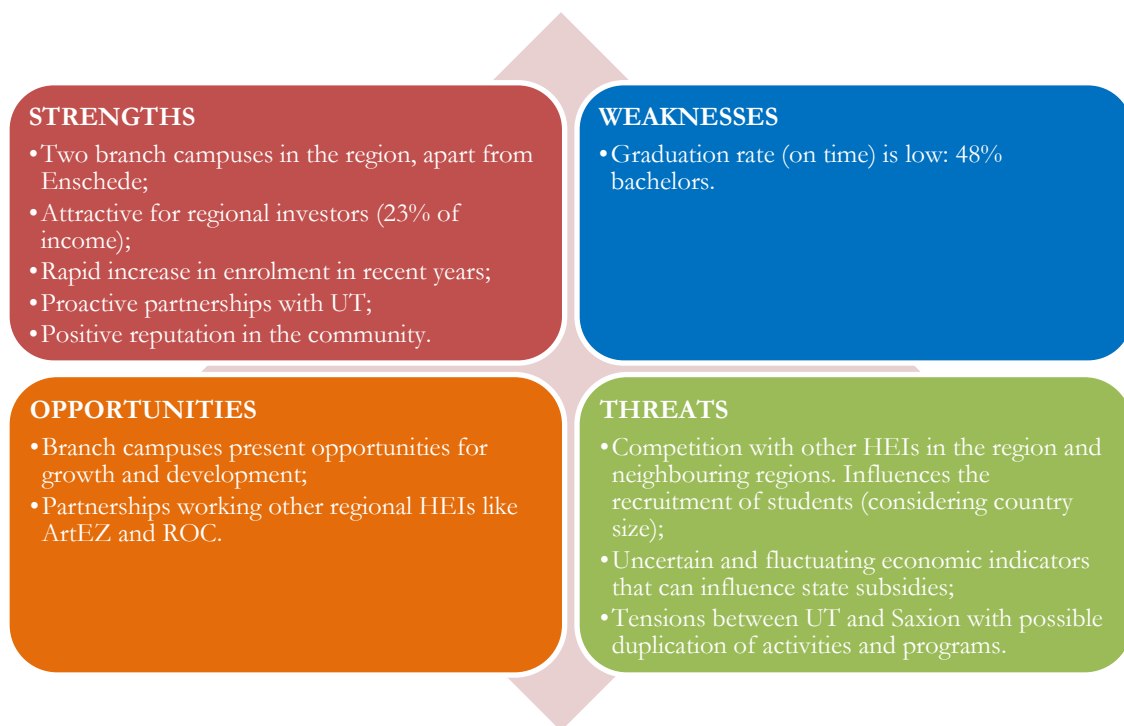 STRENGTHS
•Two branch campuses in the region, apart from
Enschede;
•Attractive for regional investors (23% of
income);
•Rapid increase in enrolment in recent years;
•Proactive partnerships with UT;
•Positive reputation in the community.
WEAKNESSES
•Graduation rate (on time) is low: 48%
bachelors.
OPPORTUNITIES
•Branch campuses present opportunities for
growth and development;
•Partnerships working other regional HEIs like
ArtEZ and ROC.
THREATS
•Competition with other HEIs in the region and
neighbouring regions. Influences the
recruitment of students (considering country
size);
•Uncertain and fluctuating economic indicators
that can influence state subsidies;
•Tensions between UT and Saxion with possible
duplication of activities and programs.